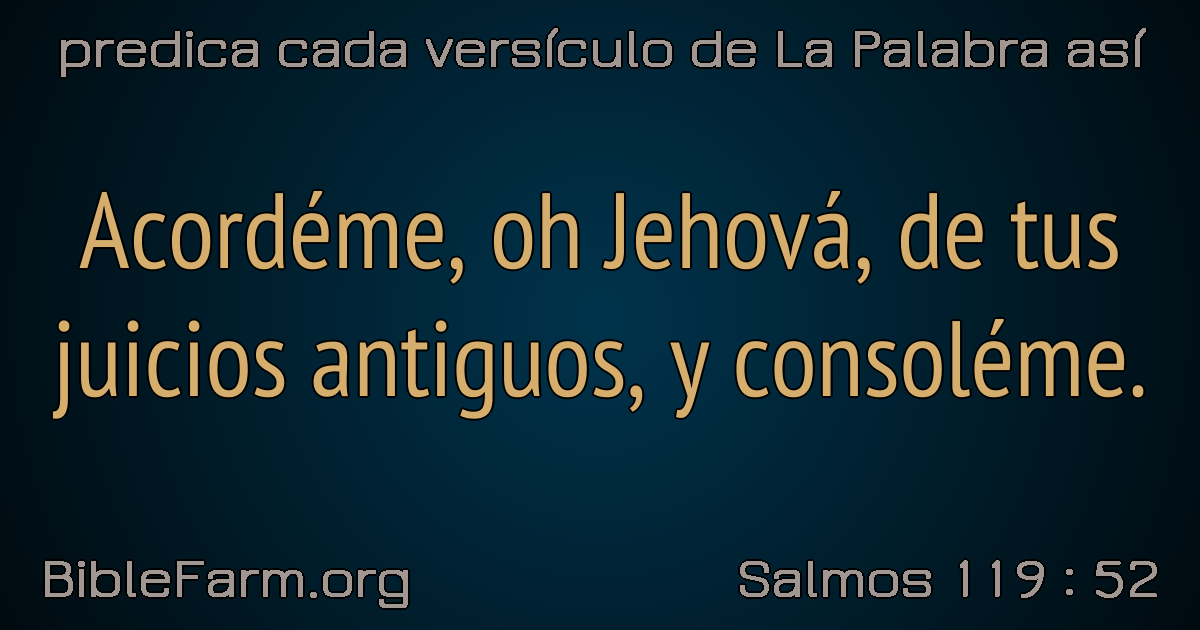 predica cada versículo de La Palabra así
Acordéme, oh Jehová, de tus
juicios antiguos, y consoléme.
BibleFarm.org
Salmos 119 : 52